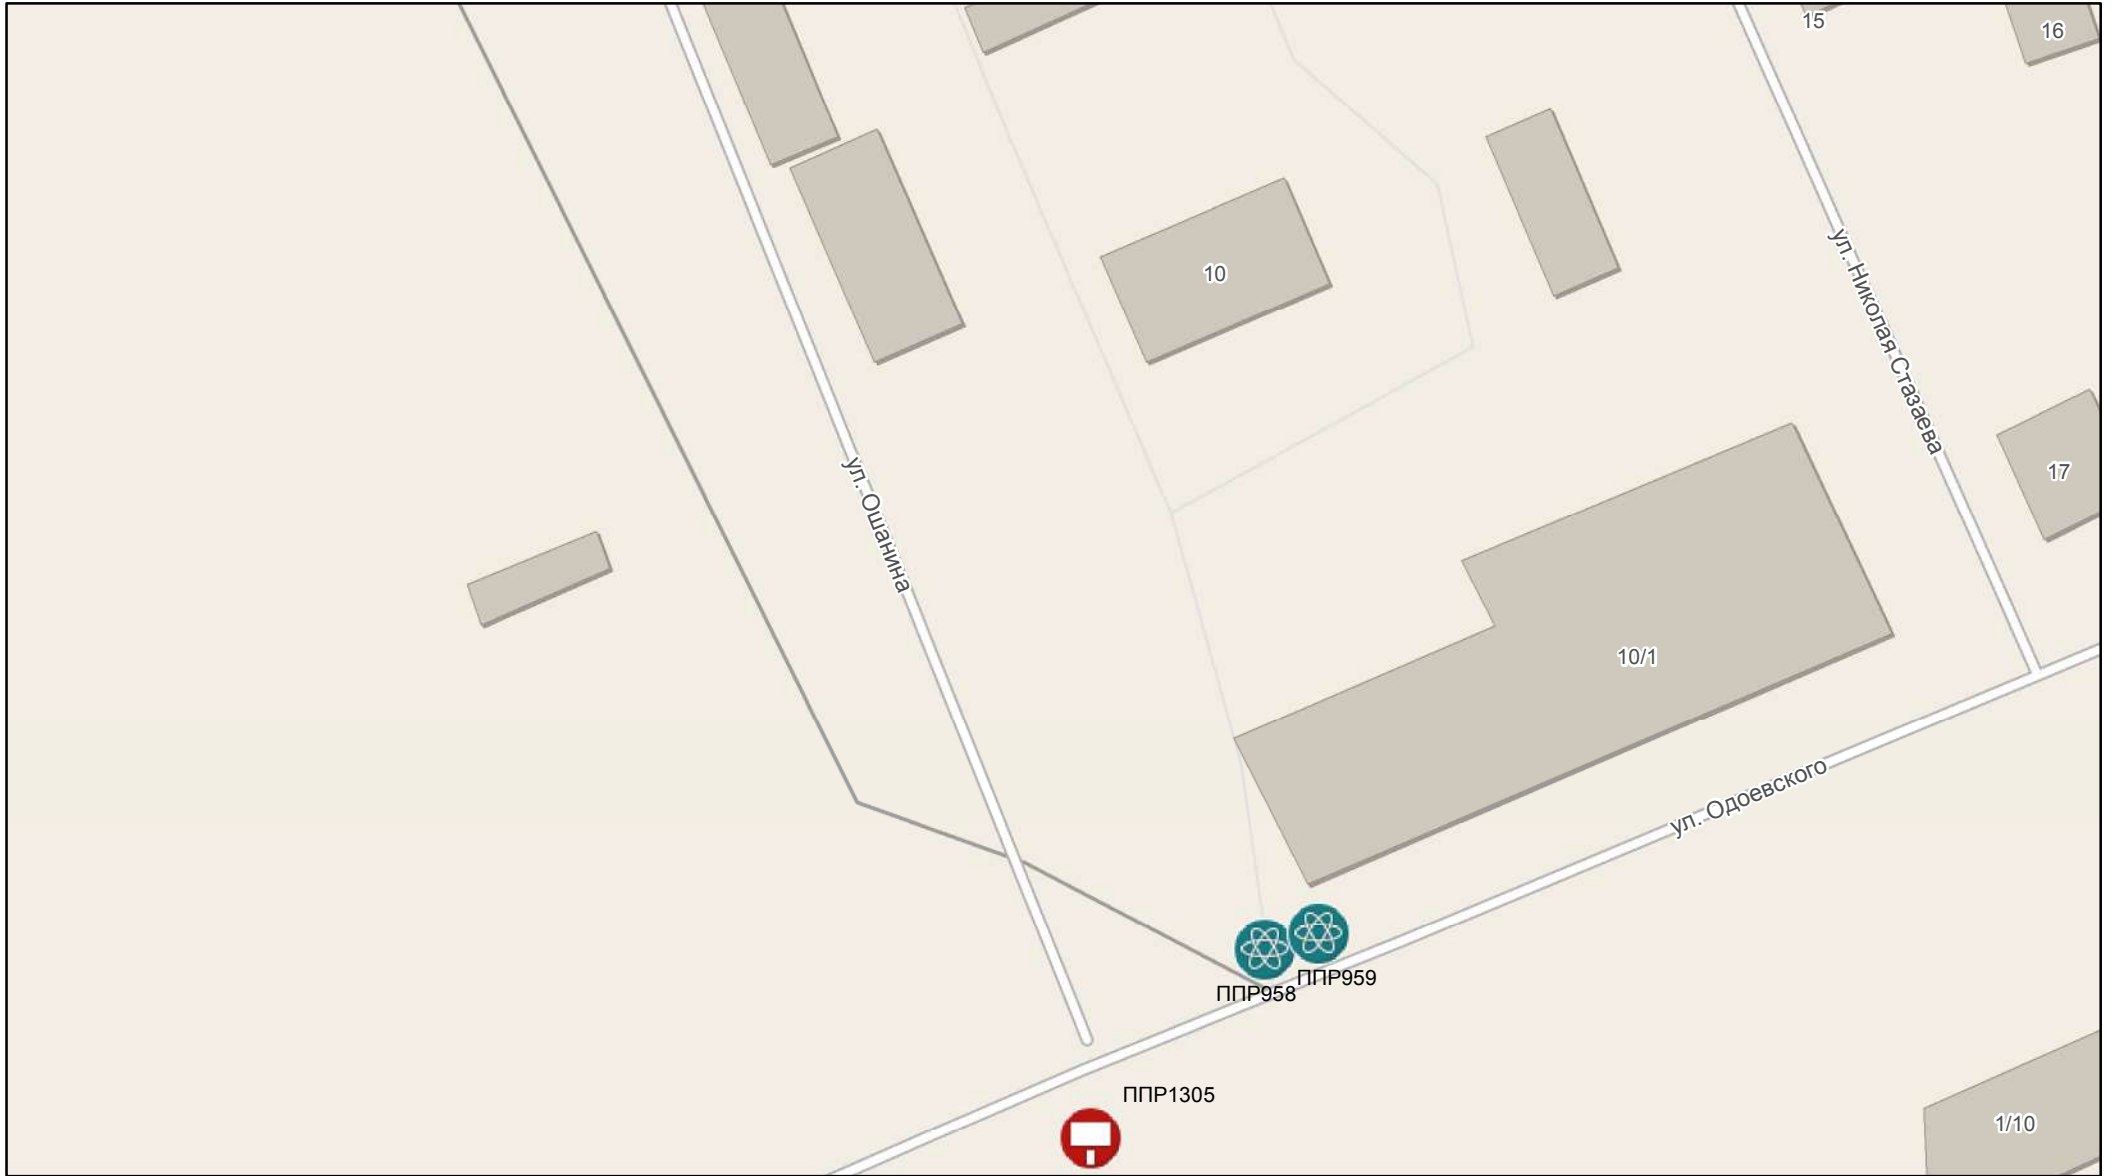 15
16
ул. Николая Стазаева
10
ул. Ошанина
17
10/1
ул. Одоевского
ППР959
ППР958
ППР1305
1/10